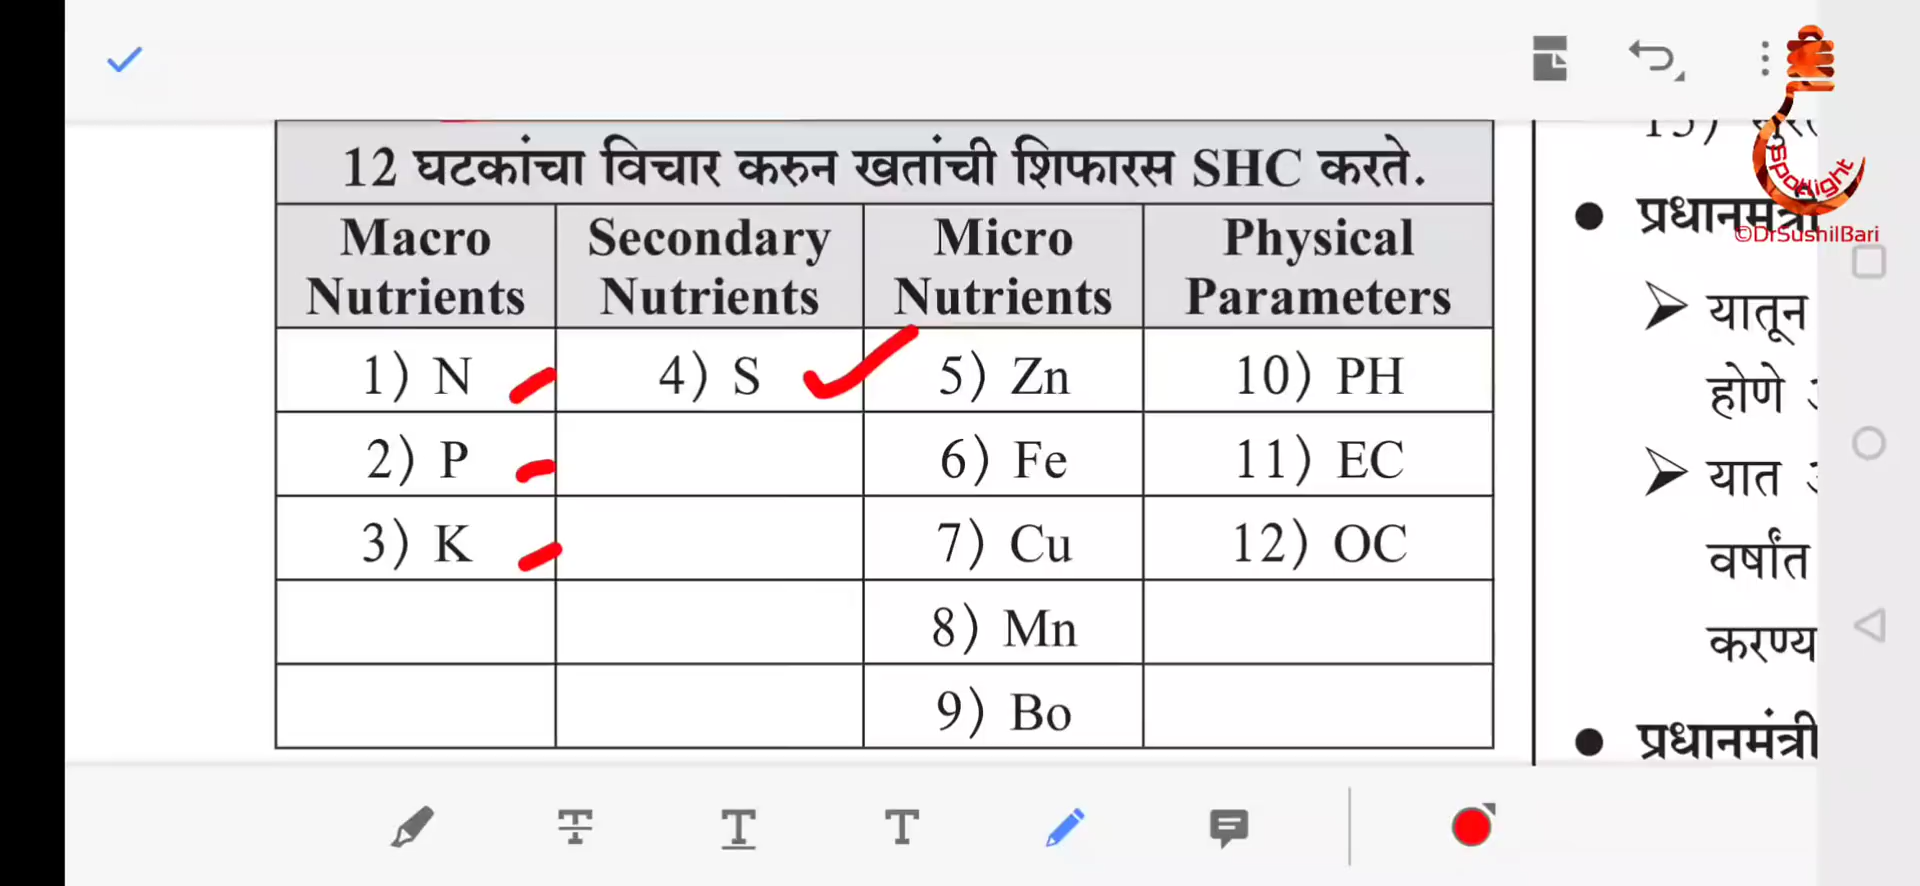 12 घटकांचा विचार करुन खतांची शिफारस SHC करते.
Macro Nutrients Secondary Nutrients Micro Nutrients Physical Parameters
1) N 4) S 5) Zn 10) PH
2) P 6) Fe 11) EC
3) K 7) Cu 12) OC
8) Mn
9) Bo
● प्रधानमंत्री
➢ यातून
होणे
➢ यात
वर्षांत
● प्रधानमंत्री
Spotlight
©DrSushilBari